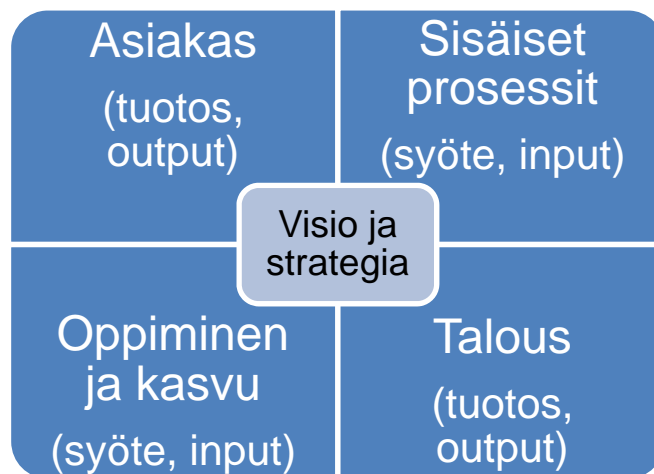 Asiakas
(tuotos,
output)
Sisäiset
prosessit
(syöte, input)
Visio ja
strategia
Oppiminen
ja kasvu
(syöte, input)
Talous
(tuotos,
output)